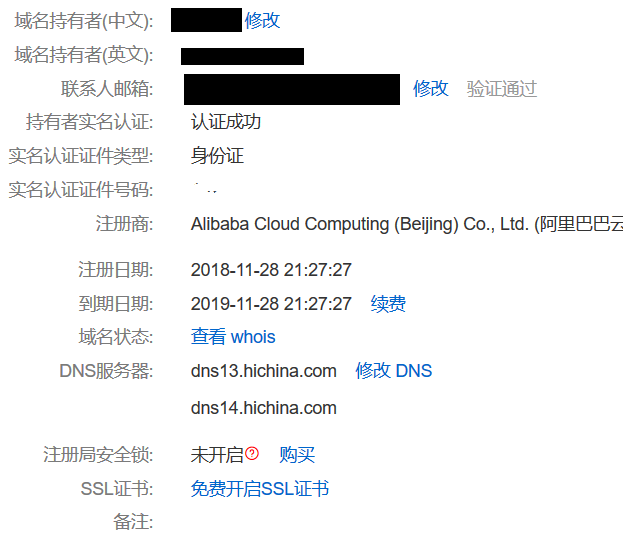 域名持有者(中文): 修改
域名持有者(英文):
联系人邮箱: 修改 验证通过
持有者实名认证: 认证成功
实名认证证件类型: 身份证
实名认证证件号码:
注册商: Alibaba Cloud Computing (Beijing) Co., Ltd. (阿里巴巴云
注册日期: 2018-11-28 21:27:27
到期日期: 2019-11-28 21:27:27 续费
域名状态: 查看 whois
DNS服务器: dns13.hichina.com 修改 DNS
dns14.hichina.com
注册局安全锁: 未开启? 购买
SSL证书: 免费开启SSL证书
备注: